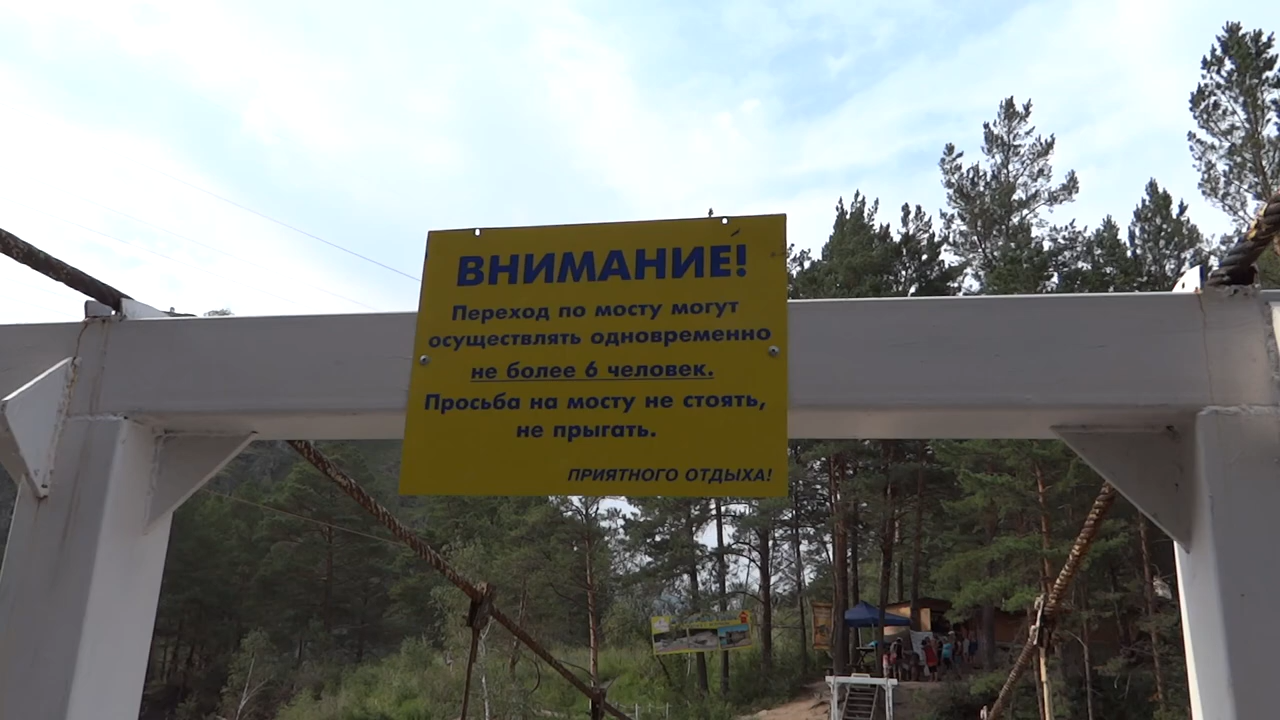 ВНИМАНИЕ!
Переход по мосту могут
осуществлять одновременно
не более 6 человек.
Просьба на мосту не стоять,
не прыгать.
ПРИЯТНОГО ОТДЫХА!